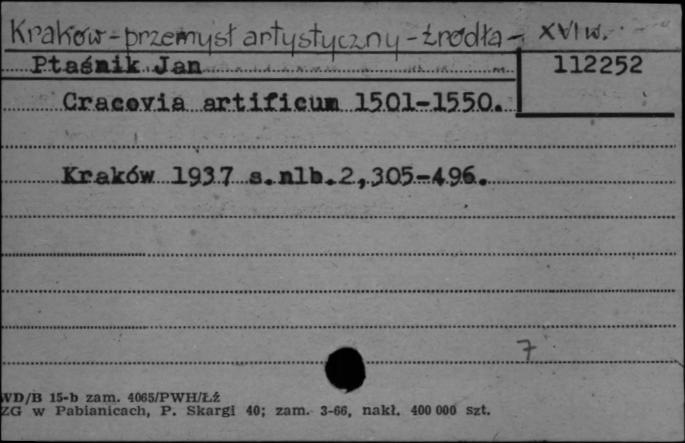 Kraków - przemysł artystyczny - źródła - XVI w.
Ptaśnik Jan
112252
Cracovia artificum 1501-1550.
Kraków 1937 s.nlb.2,305-496.
7
WD/B 15-b zam. 4065/PWH/Łź
ZG w Pabianicach, P. Skargi 40; zam. 3-66, nakł. 400 000 szt.